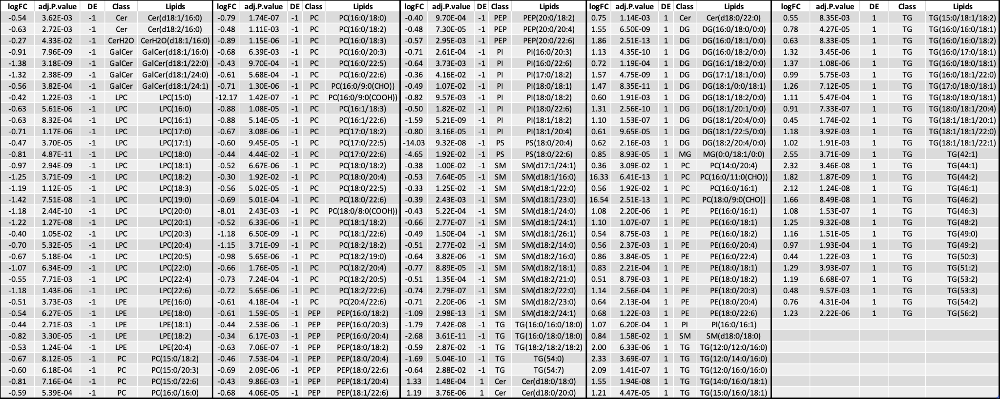 logFC adj.P.value DE Class Lipids logFC adj.P.value DE Class Lipids logFC adj.P.value DE Class Lipids logFC adj.P.value DE Class Lipids logFC adj.P.value DE Class Lipids
-0.54 3.62E-03 -1 Cer Cer(d18:1/16:0) -0.79 1.74E-07 -1 PC PC(16:0/18:0) -0.40 9.70E-04 -1 PEP PEP(20:0/18:2) 0.75 1.14E-03 1 Cer Cer(d18:0/22:0) 0.55 8.35E-03 1 TG TG(15:0/18:1/18:2)
-0.63 2.72E-03 -1 Cer Cer(d18:2/16:0) -0.48 1.11E-03 -1 PC PC(16:0/18:2) -0.48 7.30E-05 -1 PEP PEP(20:0/20:4) 1.55 6.50E-09 1 DG DG(16:0/18:0/0:0) 0.78 4.27E-05 1 TG TG(16:0/16:0/18:1)
-0.27 4.33E-02 -1 CerH2O CerH2O(d18:1/16:0) -0.89 1.15E-06 -1 PC PC(16:0/18:3) -0.57 2.95E-03 -1 PEP PEP(20:0/22:6) 1.86 2.51E-13 1 DG DG(16:0/18:1/0:0) 0.63 8.33E-05 1 TG TG(16:0/16:0/18:2)
-0.91 7.96E-09 -1 GalCer GalCer(d18:1/16:0) -0.68 6.39E-03 -1 PC PC(16:0/20:3) -0.71 2.61E-04 -1 PI PI(16:0/20:3) 1.13 4.35E-10 1 DG DG(16:0/18:2/0:0) 1.32 3.45E-06 1 TG TG(16:0/17:0/18:1)
-1.38 3.18E-09 -1 GalCer GalCer(d18:1/22:0) -0.43 9.70E-04 -1 PC PC(16:0/22:5) -0.64 3.73E-03 -1 PI PI(16:0/22:6) 0.72 1.19E-04 1 DG DG(16:1/18:2/0:0) 1.37 1.08E-06 1 TG TG(16:0/18:0/18:1)
-1.32 2.38E-09 -1 GalCer GalCer(d18:1/24:0) -0.61 5.68E-04 -1 PC PC(16:0/22:6) -0.36 4.16E-02 -1 PI PI(17:0/18:2) 1.57 4.75E-09 1 DG DG(17:1/18:1/0:0) 0.99 5.75E-03 1 TG TG(16:0/18:1/22:0)
-0.56 3.82E-04 -1 GalCer GalCer(d18:1/24:1) -0.71 1.30E-06 -1 PC PC(16:0/9:0(CHO)) -0.49 1.07E-02 -1 PI PI(18:0/18:1) 1.47 8.35E-11 1 DG DG(18:1/0:0/18:1) 1.26 7.12E-05 1 TG TG(17:0/18:0/18:1)
-0.42 1.22E-03 -1 LPC LPC(15:0) -12.17 1.42E-07 -1 PC PC(16:0/9:0(COOH)) -0.82 9.57E-03 -1 PI PI(18:0/18:2) 0.60 1.91E-03 1 DG DG(18:1/18:2/0:0) 1.11 5.47E-04 1 TG TG(18:0/18:0/18:1)
-0.63 5.61E-06 -1 LPC LPC(16:0) -0.88 1.08E-05 -1 PC PC(16:1/18:3) -0.50 1.82E-02 -1 PI PI(18:0/22:6) 1.31 2.56E-10 1 DG DG(18:1/20:1/0:0) 0.91 7.33E-07 1 TG TG(18:0/18:1/20:4)
-0.63 8.32E-04 -1 LPC LPC(16:1) -0.88 5.14E-05 -1 PC PC(16:1/22:6) -1.59 5.21E-09 -1 PI PI(18:1/18:2) 1.10 1.53E-07 1 DG DG(18:1/20:4/0:0) 0.45 1.74E-02 1 TG TG(18:1/18:1/20:1)
-0.71 1.17E-06 -1 LPC LPC(17:0) -0.67 3.08E-06 -1 PC PC(17:0/18:2) -0.80 3.16E-05 -1 PI PI(18:1/20:4) 0.61 9.65E-05 1 DG DG(18:1/22:5/0:0) 1.18 3.92E-03 1 TG TG(18:1/18:1/22:0)
-0.47 3.70E-05 -1 LPC LPC(17:1) -0.60 9.45E-05 -1 PC PC(17:0/22:5) -14.03 9.32E-08 -1 PS PS(18:0/20:4) 0.62 2.16E-03 1 DG DG(18:2/20:4/0:0) 1.02 1.91E-03 1 TG TG(18:1/18:1/22:1)
-0.81 4.87E-11 -1 LPC LPC(18:0) -0.44 4.44E-02 -1 PC PC(17:0/22:6) -4.65 1.92E-02 -1 PS PS(18:0/22:6) 0.85 8.93E-05 1 MG MG(0:0/18:1/0:0) 2.55 3.71E-09 1 TG TG(42:1)
-0.97 2.94E-09 -1 LPC LPC(18:1) -0.52 6.67E-06 -1 PC PC(18:0/18:2) -0.38 1.00E-02 -1 SM SM(d17:1/24:1) 0.36 3.09E-02 1 PC PC(14:0/20:4) 2.32 3.46E-08 1 TG TG(44:1)
-1.25 3.71E-09 -1 LPC LPC(18:2) -0.30 1.92E-02 -1 PC PC(18:0/20:4) -0.53 7.64E-05 -1 SM SM(d18:1/16:0) 16.33 6.41E-13 1 PC PC(16:0/11:0(CHO)) 1.82 1.87E-09 1 TG TG(44:2)
-1.19 1.12E-05 -1 LPC LPC(18:3) -0.56 5.02E-05 -1 PC PC(18:0/22:5) -0.33 1.25E-02 -1 SM SM(d18:1/22:0) 0.56 1.92E-02 1 PC PC(16:0/16:1) 2.12 1.24E-08 1 TG TG(46:1)
-1.42 7.51E-08 -1 LPC LPC(19:0) -0.69 5.01E-04 -1 PC PC(18:0/22:6) -0.39 2.43E-03 -1 SM SM(d18:1/23:0) 16.54 2.51E-13 1 PC PC(18:0/9:0(CHO)) 1.66 8.49E-08 1 TG TG(46:2)
-1.18 2.44E-10 -1 LPC LPC(20:0) -8.01 2.43E-03 -1 PC PC(18:0/8:0(COOH)) -0.43 5.22E-04 -1 SM SM(d18:1/24:0) 1.08 2.20E-06 1 PE PE(16:0/16:1) 1.08 1.53E-07 1 TG TG(46:3)
-1.22 1.27E-08 -1 LPC LPC(20:1) -0.52 6.33E-06 -1 PC PC(18:1/18:2) -0.66 2.77E-07 -1 SM SM(d18:1/24:1) 1.10 1.07E-07 1 PE PE(16:0/18:1) 1.25 9.32E-08 1 TG TG(48:2)
-0.40 1.05E-02 -1 LPC LPC(20:3) -1.18 6.50E-09 -1 PC PC(18:1/22:6) -0.49 1.50E-04 -1 SM SM(d18:1/26:1) 0.54 8.75E-03 1 PE PE(16:0/18:2) 1.16 1.51E-05 1 TG TG(49:0)
-0.70 5.32E-05 -1 LPC LPC(20:4) -1.15 3.71E-09 -1 PC PC(18:2/18:2) -0.51 2.77E-02 -1 SM SM(d18:2/14:0) 0.56 2.37E-03 1 PE PE(16:0/20:4) 0.97 1.93E-04 1 TG TG(49:2)
-0.67 5.18E-04 -1 LPC LPC(20:5) -0.98 5.65E-06 -1 PC PC(18:2/19:0) -0.64 3.82E-06 -1 SM SM(d18:2/16:0) 0.86 3.84E-05 1 PE PE(16:0/22:4) 0.44 1.22E-03 1 TG TG(50:3)
-1.07 6.34E-09 -1 LPC LPC(22:0) -0.66 1.76E-05 -1 PC PC(18:2/20:4) -0.77 8.89E-05 -1 SM SM(d18:2/18:1) 0.83 2.21E-04 1 PE PE(18:0/18:1) 1.29 3.93E-07 1 TG TG(51:2)
-0.55 7.71E-03 -1 LPC LPC(22:4) -0.73 7.24E-04 -1 PC PC(18:2/20:5) -0.51 1.35E-04 -1 SM SM(d18:2/21:0) 0.51 8.79E-03 1 PE PE(18:0/18:2) 1.19 6.68E-07 1 TG TG(53:2)
-1.18 1.43E-06 -1 LPC LPC(22:6) -0.72 5.65E-06 -1 PC PC(18:2/22:6) -0.74 2.79E-07 -1 SM SM(d18:2/22:0) 1.14 2.56E-04 1 PE PE(18:0/20:3) 0.48 9.57E-03 1 TG TG(53:3)
-0.51 3.73E-03 -1 LPE LPE(16:0) -0.61 4.18E-04 -1 PC PC(20:4/22:6) -0.71 2.20E-06 -1 SM SM(d18:2/23:0) 0.64 2.13E-04 1 PE PE(18:0/20:4) 0.76 4.31E-04 1 TG TG(54:2)
-0.54 6.27E-05 -1 LPE LPE(18:0) -0.61 1.59E-05 -1 PEP PEP(16:0/18:2) -1.09 2.98E-13 -1 SM SM(d18:2/24:1) 0.68 1.22E-03 1 PE PE(18:0/22:6) 1.23 2.22E-06 1 TG TG(56:2)
-0.44 2.71E-03 -1 LPE LPE(18:1) -0.44 2.53E-06 -1 PEP PEP(16:0/20:3) -1.79 7.42E-08 -1 TG TG(16:0/16:0/18:0) 1.07 6.20E-04 1 PI PI(16:0/16:1)
-0.82 3.30E-05 -1 LPE LPE(18:2) -0.34 6.17E-03 -1 PEP PEP(16:0/20:4) -2.68 3.61E-11 -1 TG TG(16:0/18:0/18:0) 0.84 1.58E-02 1 SM SM(d18:0/18:0)
-0.53 1.24E-04 -1 LPE LPE(20:4) -0.63 7.06E-07 -1 PEP PEP(18:0/18:2) -0.59 2.87E-02 -1 TG TG(18:2/18:2/18:2) 2.00 6.33E-06 1 TG TG(12:0/12:0/16:0)
-0.67 8.12E-05 -1 PC PC(15:0/18:2) -0.46 7.53E-04 -1 PEP PEP(18:0/20:4) -1.69 5.04E-10 -1 TG TG(54:0) 2.33 3.69E-07 1 TG TG(12:0/14:0/16:0)
-0.60 6.18E-04 -1 PC PC(15:0/20:3) -0.69 2.09E-06 -1 PEP PEP(18:0/22:6) -0.64 2.88E-02 -1 TG TG(54:7) 2.09 1.41E-07 1 TG TG(12:0/16:0/16:0)
-0.81 7.16E-04 -1 PC PC(15:0/22:6) -0.43 9.86E-03 -1 PEP PEP(18:1/20:4) 1.33 1.48E-04 1 Cer Cer(d18:0/18:0) 1.55 1.94E-08 1 TG TG(14:0/16:0/18:1)
-0.59 5.39E-04 -1 PC PC(16:0/16:0) -0.68 4.06E-05 -1 PEP PEP(18:1/22:6) 1.19 3.76E-06 1 Cer Cer(d18:0/20:0) 1.21 4.47E-05 1 TG TG(15:0/16:0/18:1)